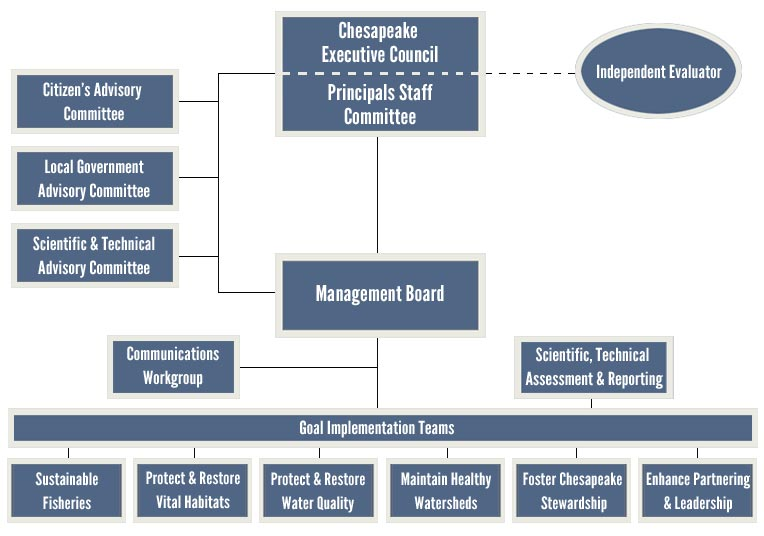 Chesapeake
Executive Council
Principals Staff
Committee
Independent Evaluator
Citizen's Advisory
Committee
Local Government
Advisory Committee
Scientific & Technical
Advisory Committee
Management Board
Communications
Workgroup
Scientific, Technical
Assessment & Reporting
Goal Implementation Teams
Sustainable
Fisheries
Protect & Restore
Vital Habitats
Protect & Restore
Water Quality
Maintain Healthy
Watersheds
Foster Chesapeake
Stewardship
Enhance Partnering
& Leadership